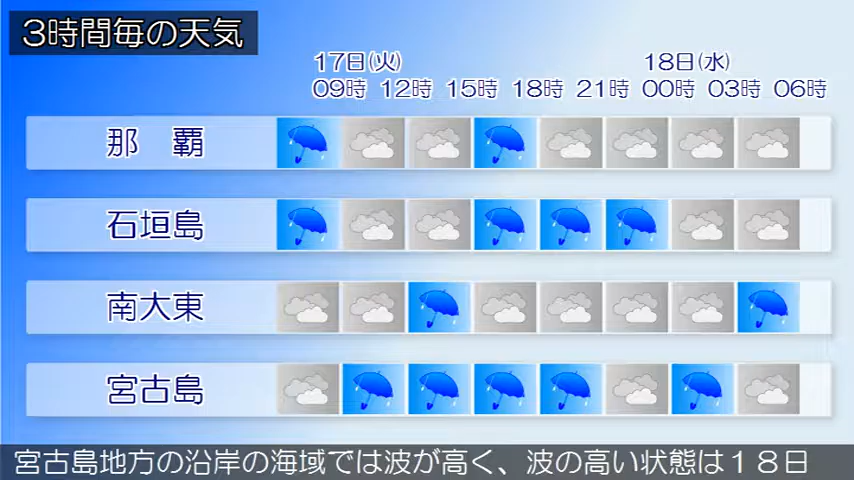 3時間毎の天気
17日(火) 18日(水)
09時 12時 15時 18時 21時 00時 03時 06時
那　覇
石垣島
南大東
宮古島
宮古島地方の沿岸の海域では波が高く、波の高い状態は１８日